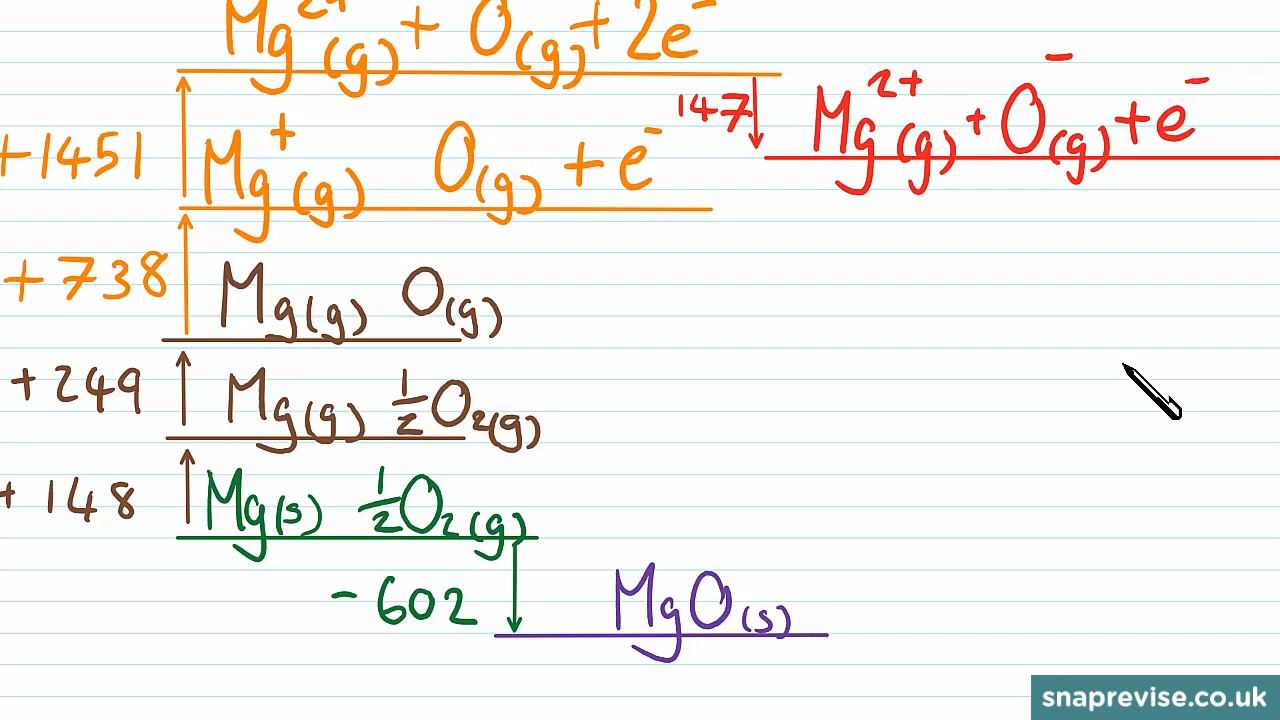 Mg²⁺(g) + O(g) + 2e⁻
147 Mg²⁺(g) + O⁻(g) + e⁻
+1451 Mg⁺(g) O(g) + e⁻
+738 Mg(g) O(g)
+249 Mg(g) ½O₂(g)
+148 Mg(s) ½O₂(g)
-602 MgO(s)
snaprevise.co.uk